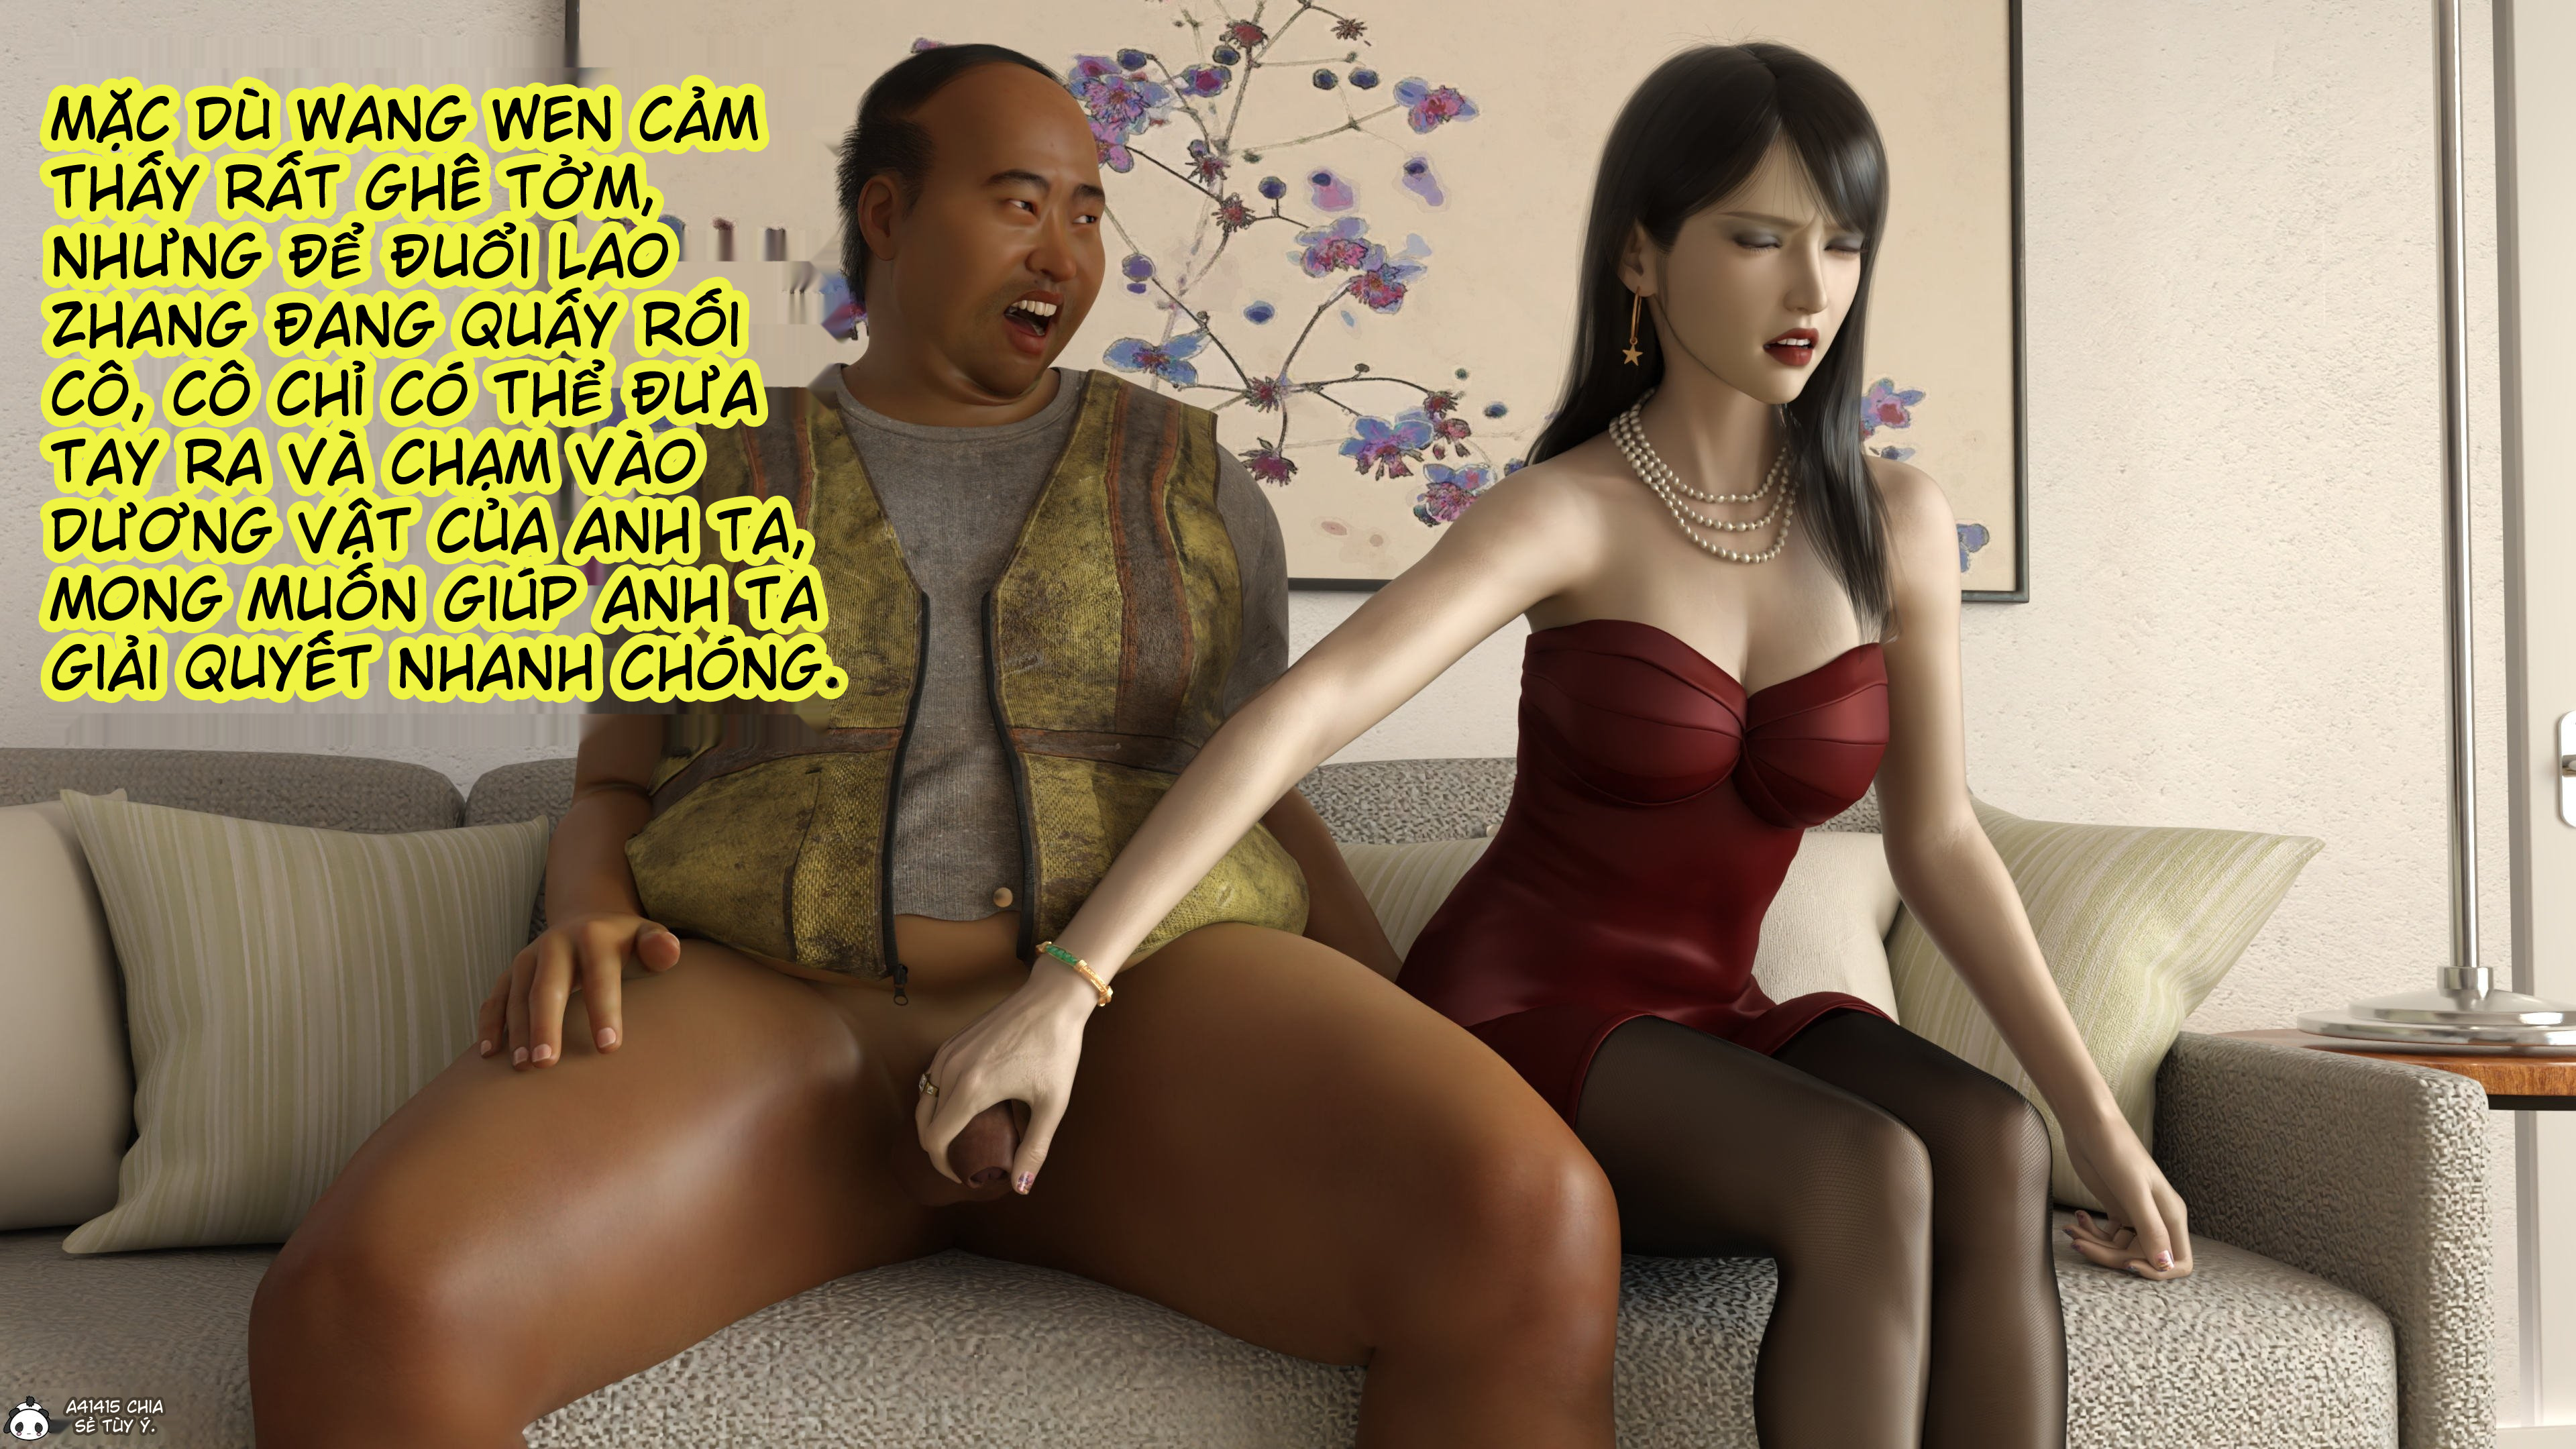 MẶC DÙ WANG WEN CẢM
THẤY RẤT GHÊ TỞM,
NHƯNG ĐỂ ĐUỔI LAO
ZHANG ĐANG QUẤY RỐI
CÔ, CÔ CHỈ CÓ THỂ ĐƯA
TAY RA VÀ CHẠM VÀO
DƯƠNG VẬT CỦA ANH TA,
MONG MUỐN GIÚP ANH TA
GIẢI QUYẾT NHANH CHÓNG.
A41415 CHIA
SẺ TÙY Ý.